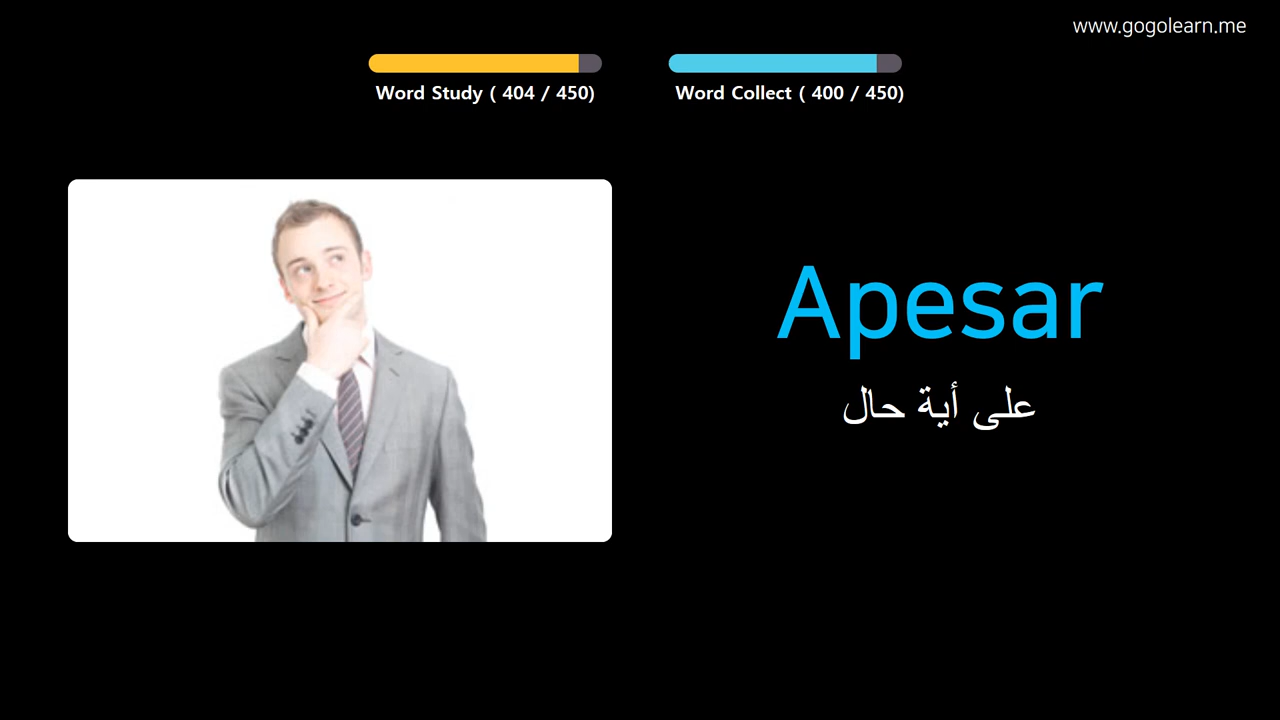 www.gogolearn.me
Word Study ( 404 / 450)
Word Collect ( 400 / 450)
Apesar
على أية حال